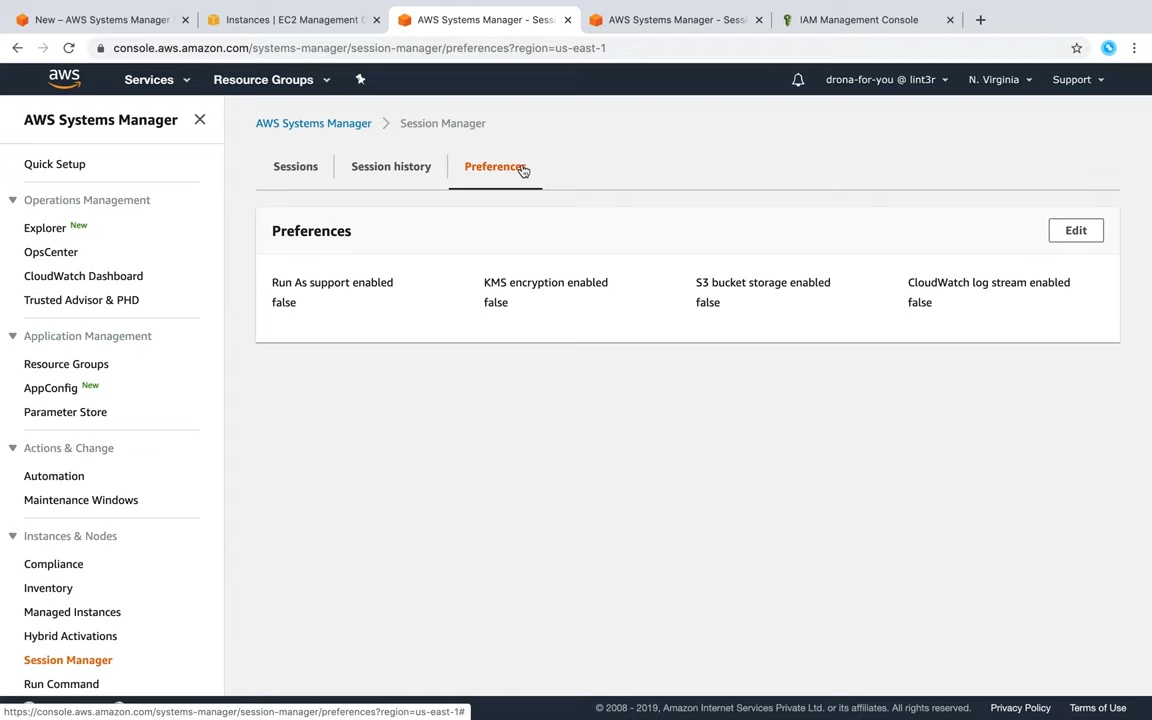 New – AWS Systems Manager
Instances | EC2 Management C
AWS Systems Manager - Sessi
AWS Systems Manager - Sessi
IAM Management Console
console.aws.amazon.com/systems-manager/session-manager/preferences?region=us-east-1
aws
Services
Resource Groups
drona-for-you @ lint3r
N. Virginia
Support
AWS Systems Manager
AWS Systems Manager
Session Manager
Sessions
Session history
Preferences
Quick Setup
Operations Management
Explorer New
OpsCenter
CloudWatch Dashboard
Trusted Advisor & PHD
Application Management
Resource Groups
AppConfig New
Parameter Store
Actions & Change
Automation
Maintenance Windows
Instances & Nodes
Compliance
Inventory
Managed Instances
Hybrid Activations
Session Manager
Run Command
Preferences
Edit
Run As support enabled
false
KMS encryption enabled
false
S3 bucket storage enabled
false
CloudWatch log stream enabled
false
https://console.aws.amazon.com/systems-manager/session-manager/preferences?region=us-east-1#
© 2008 - 2019, Amazon Internet Services Private Ltd. or its affiliates. All rights reserved.
Privacy Policy
Terms of Use